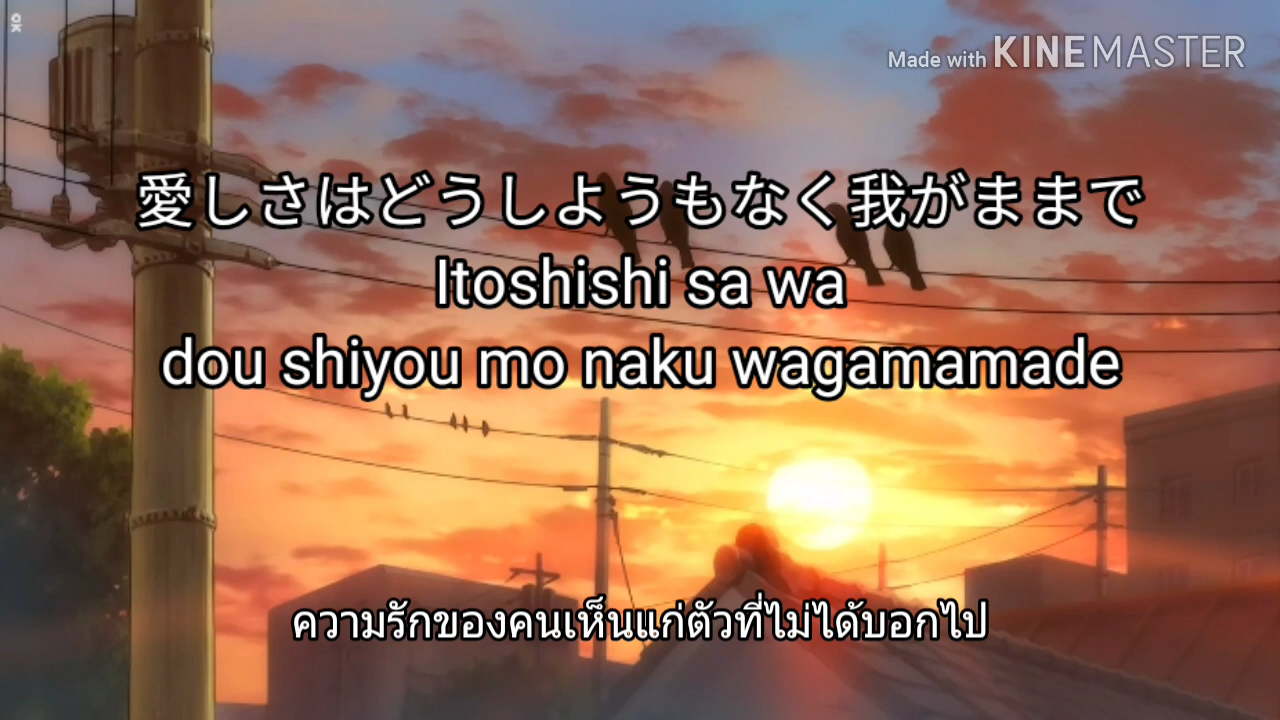 OK
Made with KINEMASTER
愛しさはどうしようもなく我がままで
Itoshishi sa wa
dou shiyou mo naku wagamamade
ความรักของคนเห็นแก่ตัวที่ไม่ได้บอกไป